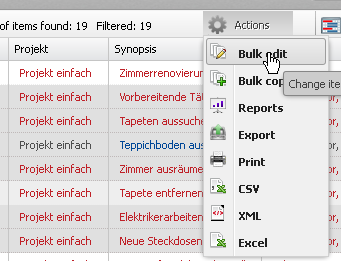 of items found: 19 Filtered: 19 Actions
Projekt Synopsis
Projekt einfach Zimmerrenovierun
Projekt einfach Vorbereitende Tä
Projekt einfach Tapeten aussuche
Projekt einfach Teppichboden aus
Projekt einfach Zimmer ausräume
Projekt einfach Tapete entfernen
Projekt einfach Elektrikerarbeiten
Projekt einfach Neue Steckdosen
Bulk edit
Bulk cop
Change ite
Reports
Export
Print
CSV
XML
Excel